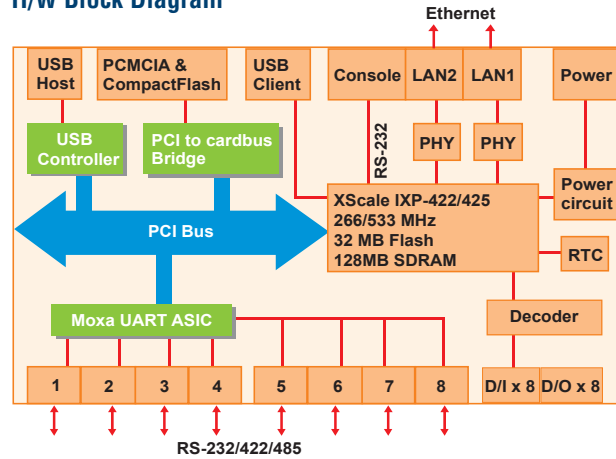 H/W Block Diagram
Ethernet
USB
Host
PCMCIA &
CompactFlash
USB
Client
Console
LAN2
LAN1
Power
RS-232
USB
Controller
PCI to cardbus
Bridge
PHY
PHY
Power
circuit
XScale IXP-422/425
266/533 MHz
32 MB Flash
128MB SDRAM
PCI Bus
RTC
Moxa UART ASIC
Decoder
1
2
3
4
5
6
7
8
D/I x 8
D/O x 8
RS-232/422/485